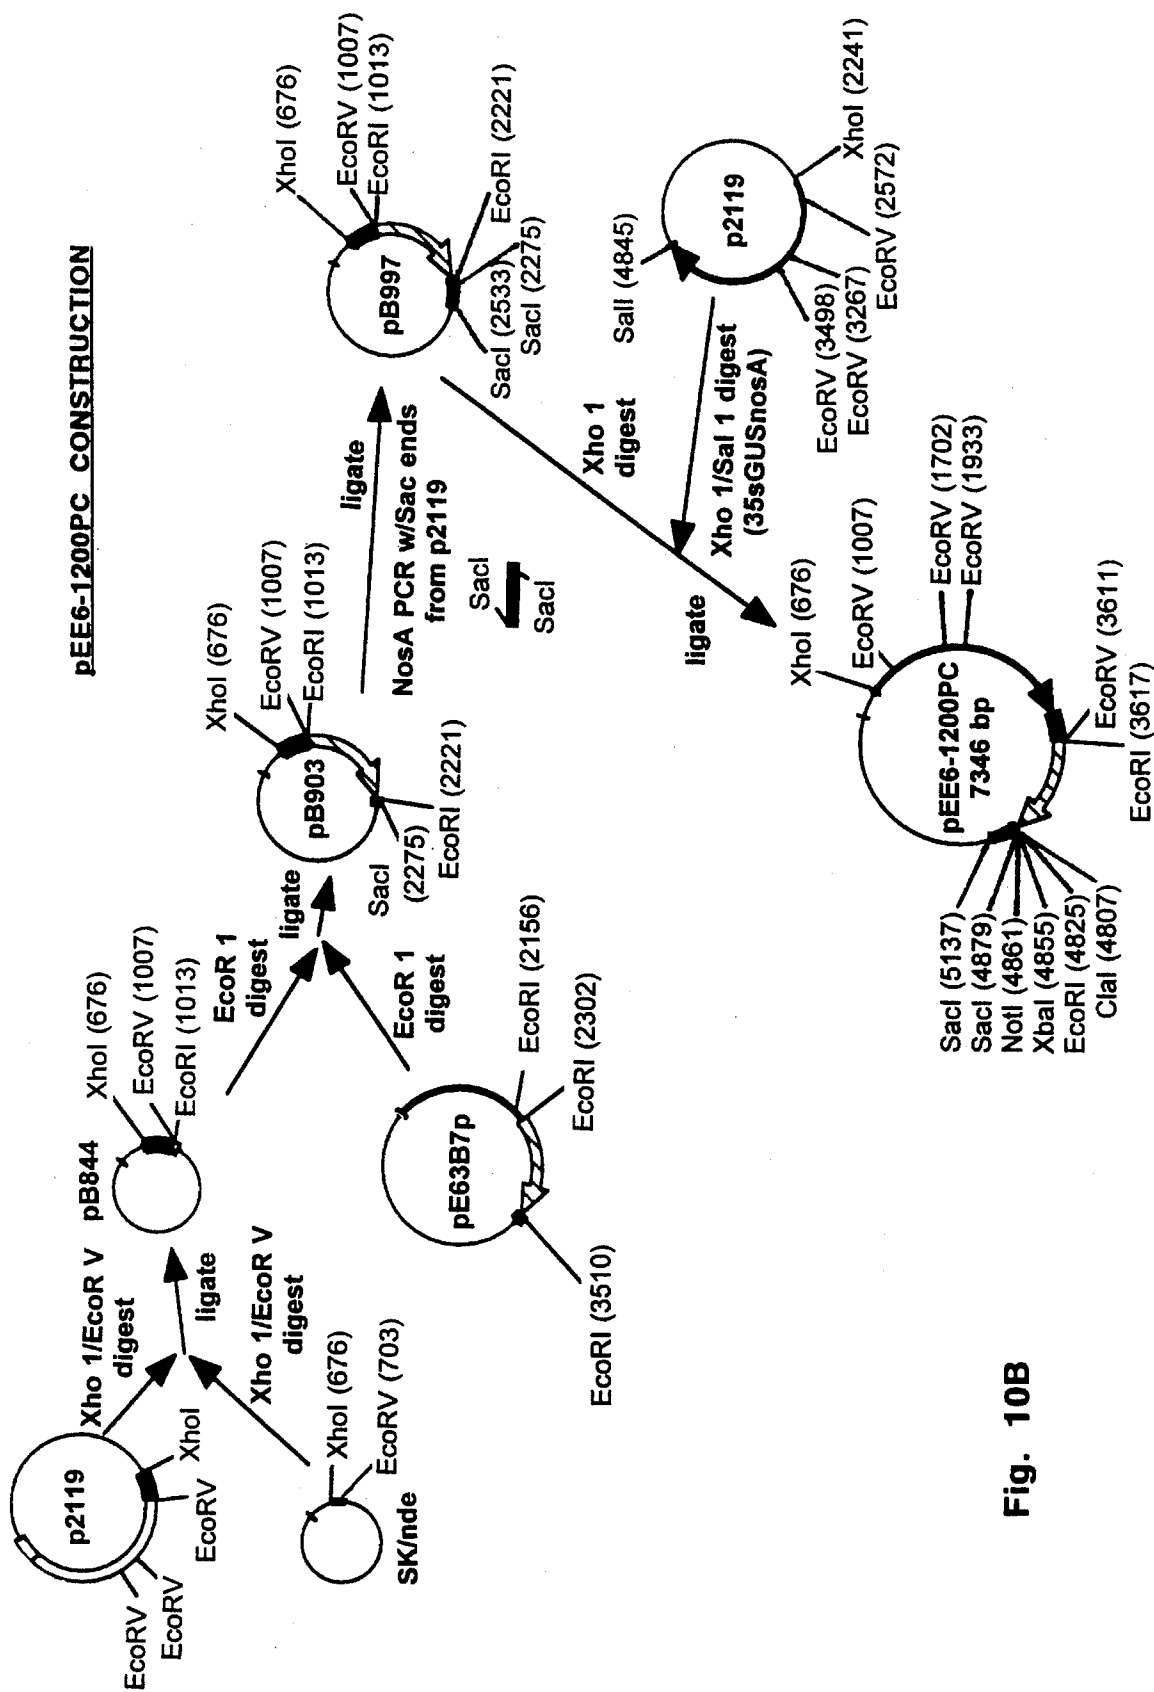 pEE6-1200PC CONSTRUCTION
p2119
XhoI
EcoRV
EcoRV
EcoRV
Xho 1/EcoR V
digest
SK/nde
XhoI (676)
EcoRV (703)
Xho 1/EcoR V
digest
ligate
pB844
XhoI (676)
EcoRV (1007)
EcoRI (1013)
EcoR 1
digest
pE63B7p
EcoRI (2156)
EcoRI (2302)
EcoRI (3510)
EcoR 1
digest
ligate
pB903
XhoI (676)
EcoRV (1007)
EcoRI (1013)
SacI
(2275)
EcoRI (2221)
ligate
NosA PCR w/Sac ends
from p2119
SacI
SacI
pB997
XhoI (676)
EcoRV (1007)
EcoRI (1013)
EcoRI (2221)
SacI (2533)
SacI (2275)
Xho 1
digest
p2119
SalI (4845)
XhoI (2241)
EcoRV (2572)
EcoRV (3267)
EcoRV (3498)
Xho 1/Sal 1 digest
(35sGUSnosA)
ligate
pEE6-1200PC
7346 bp
XhoI (676)
EcoRV (1007)
EcoRV (1702)
EcoRV (1933)
EcoRV (3611)
EcoRI (3617)
SacI (5137)
SacI (4879)
NotI (4861)
XbaI (4855)
EcoRI (4825)
ClaI (4807)
Fig. 10B